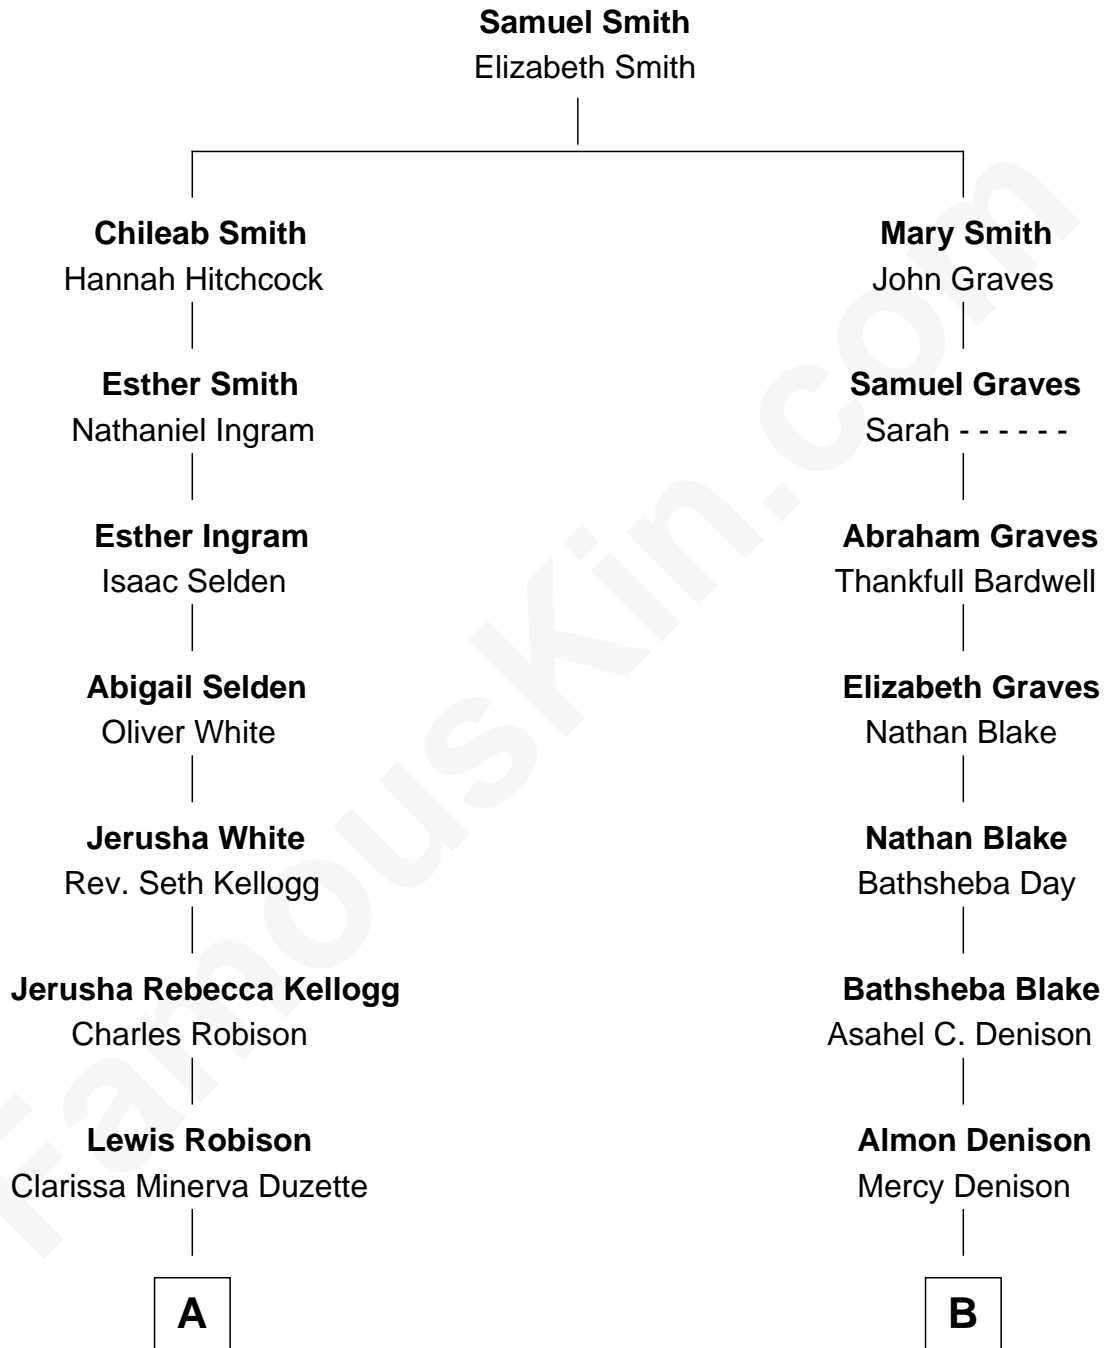 Samuel Smith
Elizabeth Smith
Chileab Smith
Hannah Hitchcock
Mary Smith
John Graves
Esther Smith
Nathaniel Ingram
Samuel Graves
Sarah - - - - - -
Esther Ingram
Isaac Selden
Abraham Graves
Thankfull Bardwell
Abigail Selden
Oliver White
Elizabeth Graves
Nathan Blake
Jerusha White
Rev. Seth Kellogg
Nathan Blake
Bathsheba Day
Jerusha Rebecca Kellogg
Charles Robison
Bathsheba Blake
Asahel C. Denison
Lewis Robison
Clarissa Minerva Duzette
Almon Denison
Mercy Denison
A
B
FamousKin.com